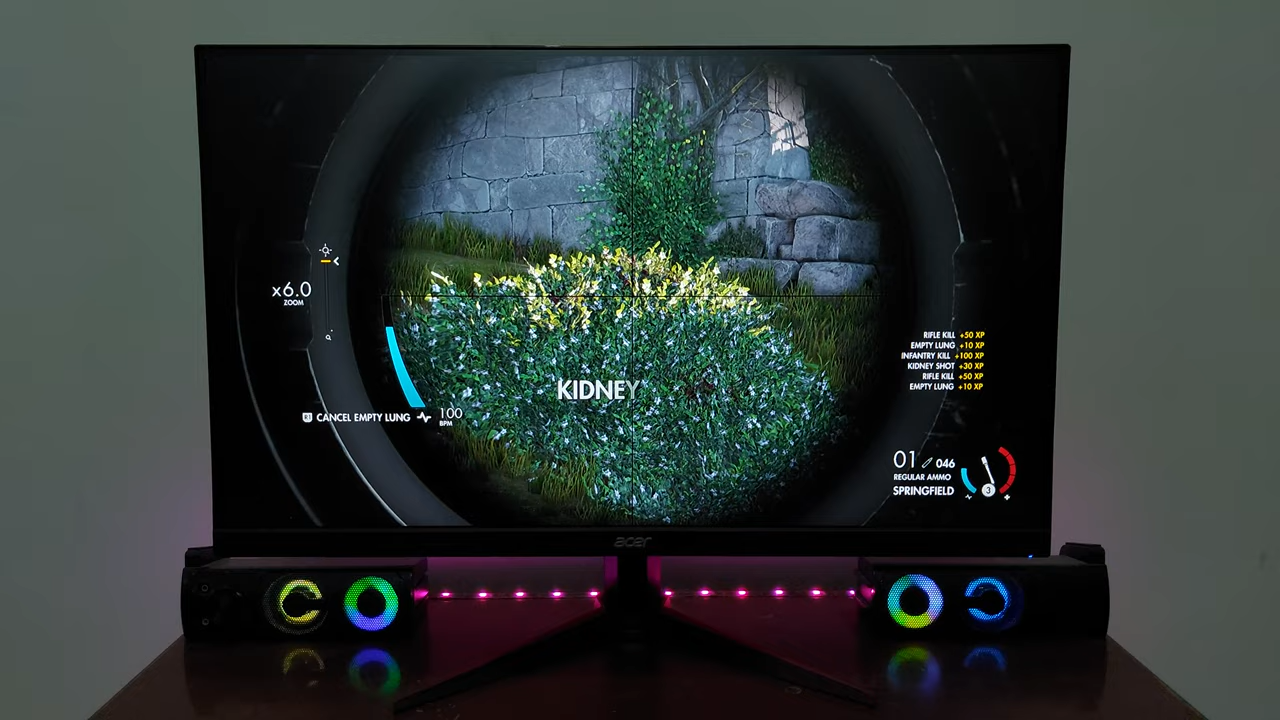 x6.0
ZOOM
R3 CANCEL EMPTY LUNG
100
BPM
KIDNEY
RIFLE KILL +50 XP
EMPTY LUNG +10 XP
INFANTRY KILL +100 XP
KIDNEY SHOT +30 XP
RIFLE KILL +50 XP
EMPTY LUNG +10 XP
01 / 046
REGULAR AMMO
SPRINGFIELD
3
acer